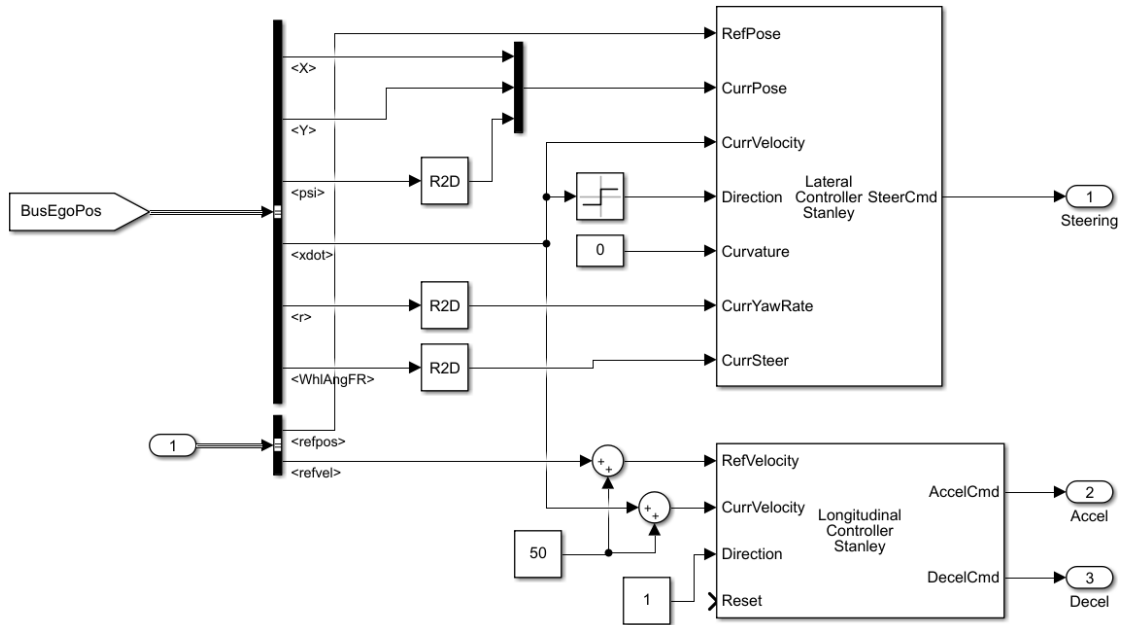 RefPose
<X>
CurrPose
<Y>
CurrVelocity
<psi>
R2D
Direction
Lateral
Controller
Stanley
SteerCmd
1
Steering
BusEgoPos
<xdot>
0
Curvature
<r>
R2D
CurrYawRate
<WhlAngFR>
R2D
CurrSteer
1
<refpos>
<refvel>
+
+
RefVelocity
AccelCmd
2
Accel
+
+
CurrVelocity
Longitudinal
Controller
Stanley
50
Direction
DecelCmd
3
Decel
1
Reset